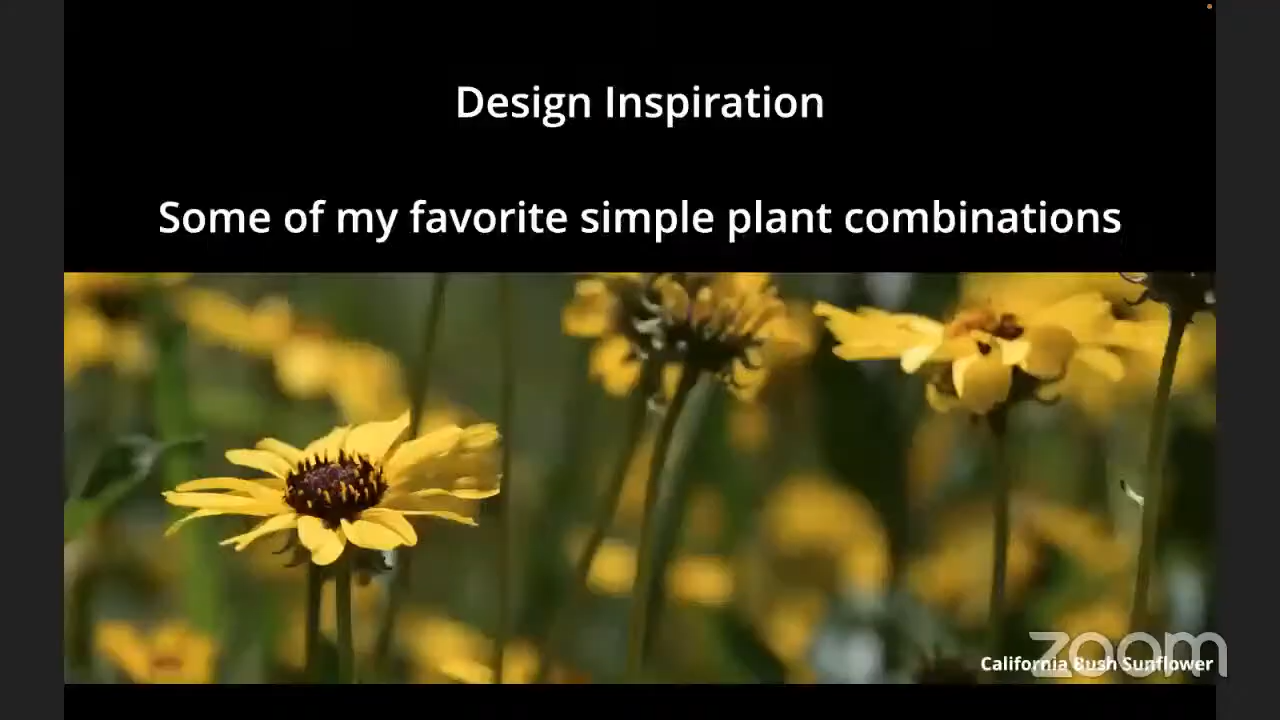 Design Inspiration
Some of my favorite simple plant combinations
California Bush Sunflower
zoom